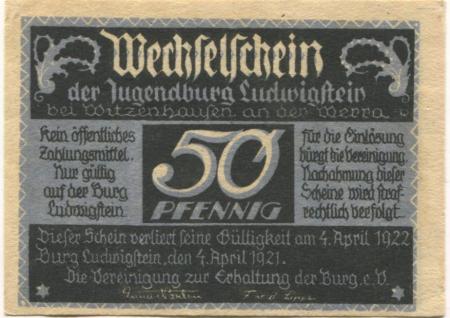 Wechselschein
der Jugendburg Ludwigstein
bei Witzenhausen an der Werra
Kein öffentliches
Zahlungsmittel.
Nur gültig
auf der Burg
Ludwigstein
50
PFENNIG
für die Einlösung
bürgt die Vereinigung.
Nachahmung dieser
Scheine wird straf-
rechtlich verfolgt.
Dieser Schein verliert seine Gültigkeit am 4. April 1922
Burg Ludwigstein, den 4. April 1921.
Die Vereinigung zur Erhaltung der Burg, e.V.